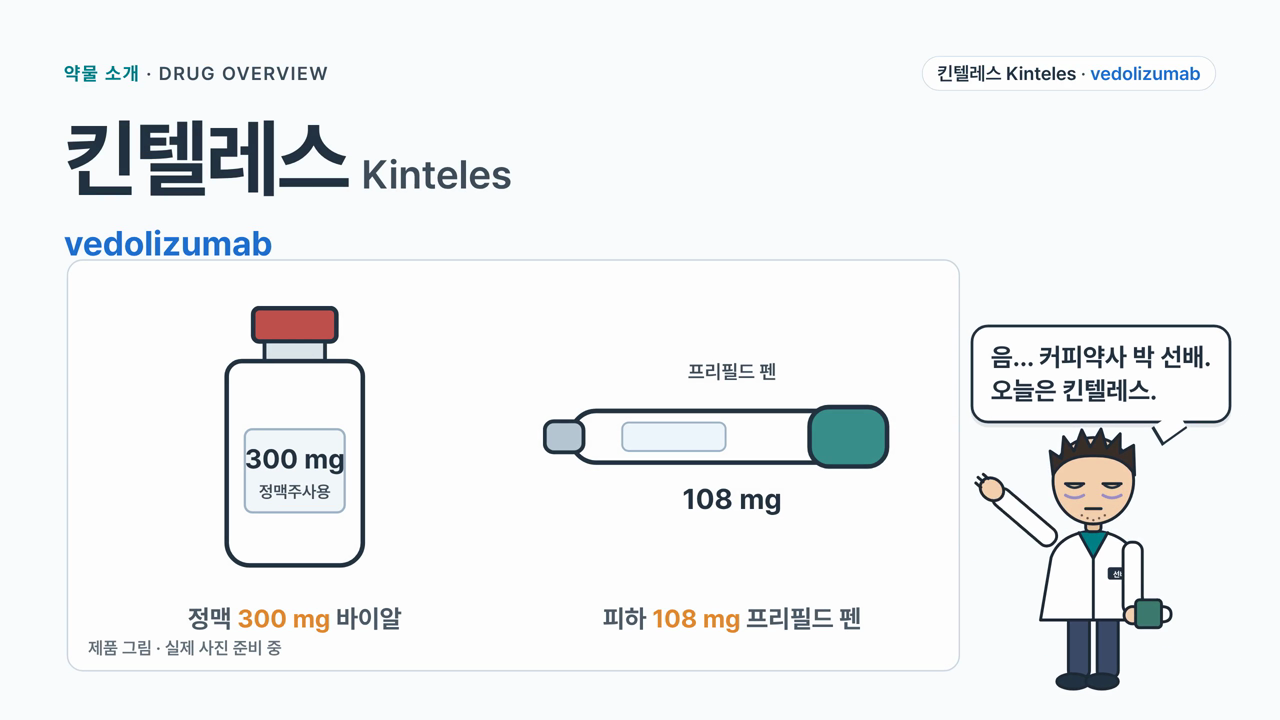 약물 소개 · DRUG OVERVIEW
킨텔레스 Kinteles · vedolizumab
킨텔레스 Kinteles
vedolizumab
300 mg
정맥주사용
프리필드 펜
108 mg
정맥 300 mg 바이알
피하 108 mg 프리필드 펜
제품 그림 · 실제 사진 준비 중
음... 커피약사 박 선배.
오늘은 킨텔레스.